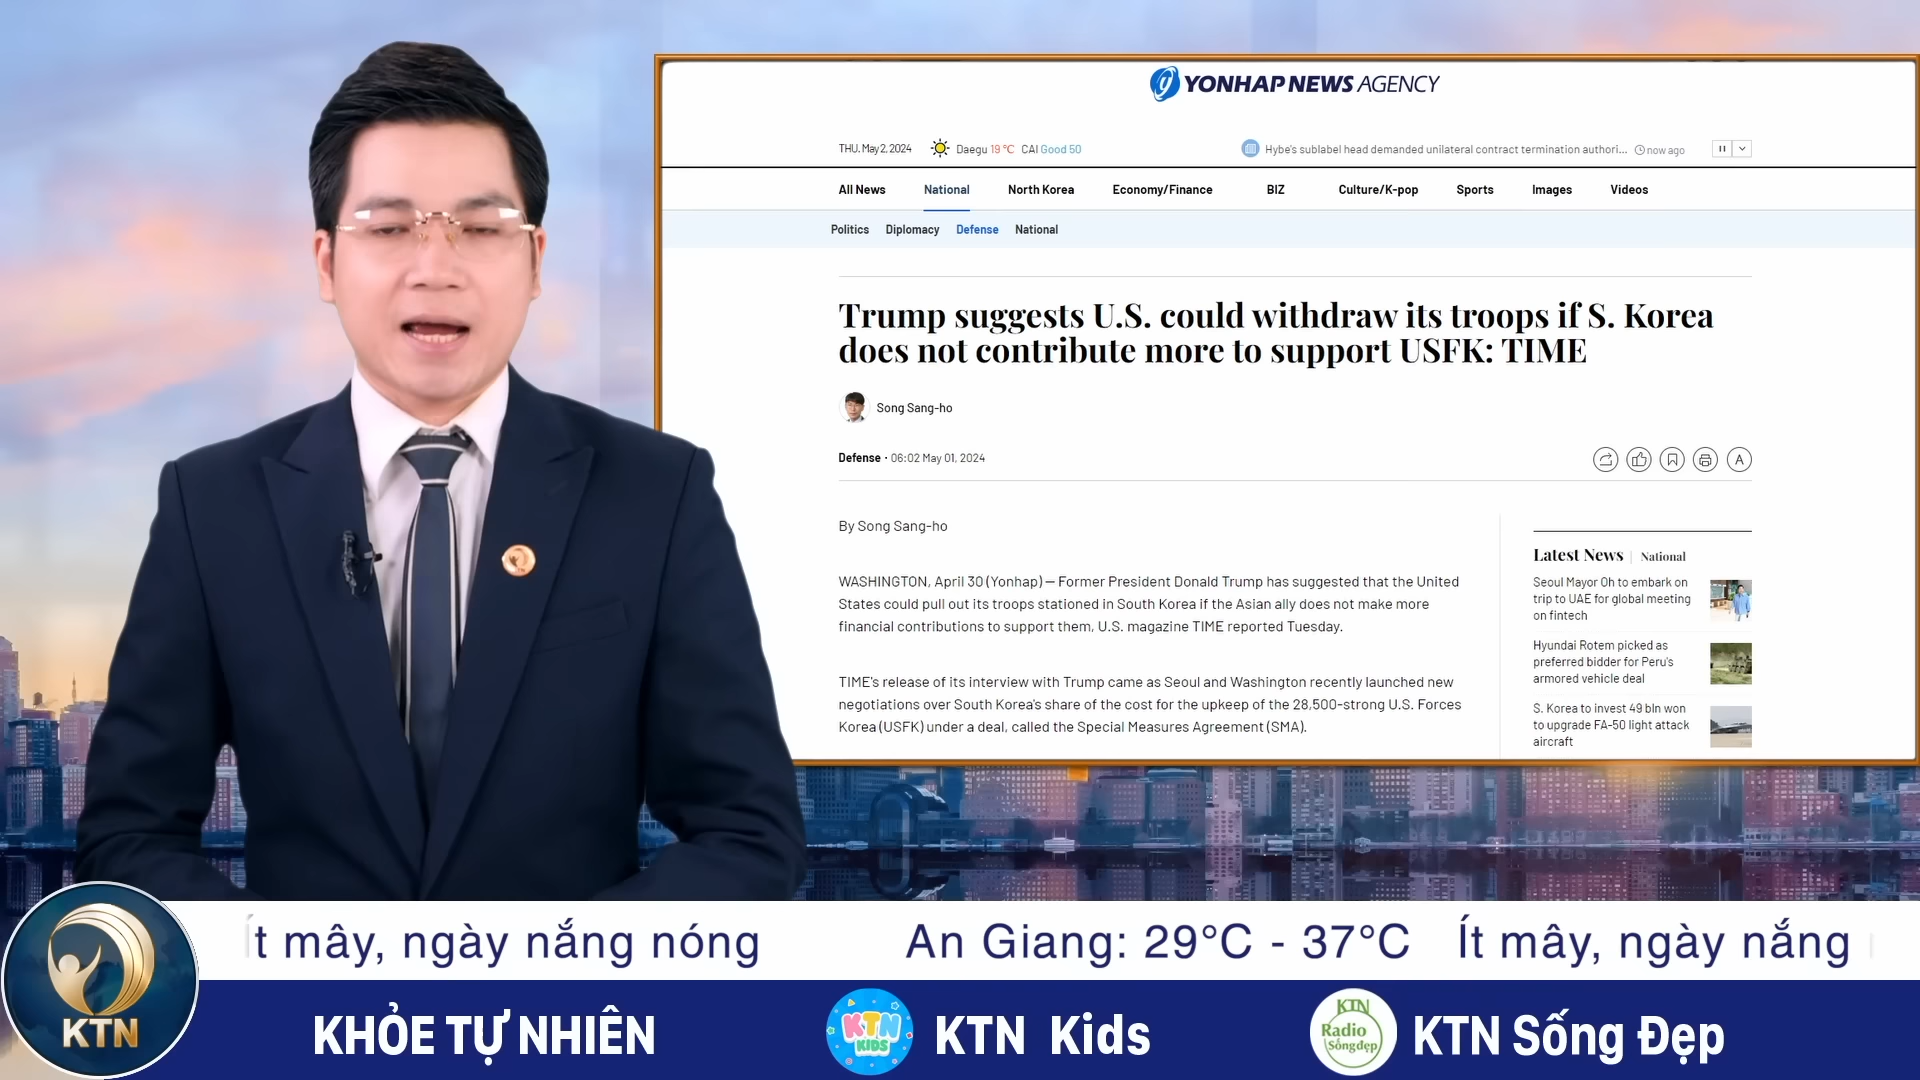 YONHAP NEWS AGENCY
THU. May 2, 2024 Daegu 19 ℃ CAI Good 50
Hybe's sublabel head demanded unilateral contract termination authori... now ago
All News National North Korea Economy/Finance BIZ Culture/K-pop Sports Images Videos
Politics Diplomacy Defense National
Trump suggests U.S. could withdraw its troops if S. Korea
does not contribute more to support USFK: TIME
Song Sang-ho
Defense · 06:02 May 01, 2024
A
By Song Sang-ho
WASHINGTON, April 30 (Yonhap) — Former President Donald Trump has suggested that the United
States could pull out its troops stationed in South Korea if the Asian ally does not make more
financial contributions to support them, U.S. magazine TIME reported Tuesday.
TIME's release of its interview with Trump came as Seoul and Washington recently launched new
negotiations over South Korea's share of the cost for the upkeep of the 28,500-strong U.S. Forces
Korea (USFK) under a deal, called the Special Measures Agreement (SMA).
Latest News | National
Seoul Mayor Oh to embark on
trip to UAE for global meeting
on fintech
Hyundai Rotem picked as
preferred bidder for Peru's
armored vehicle deal
S. Korea to invest 49 bln won
to upgrade FA-50 light attack
aircraft
Ít mây, ngày nắng nóng An Giang: 29°C - 37°C Ít mây, ngày nắng
KTN
KHỎE TỰ NHIÊN
KTN
KIDS
KTN Kids
KTN
Radio
Sống đẹp
KTN Sống Đẹp